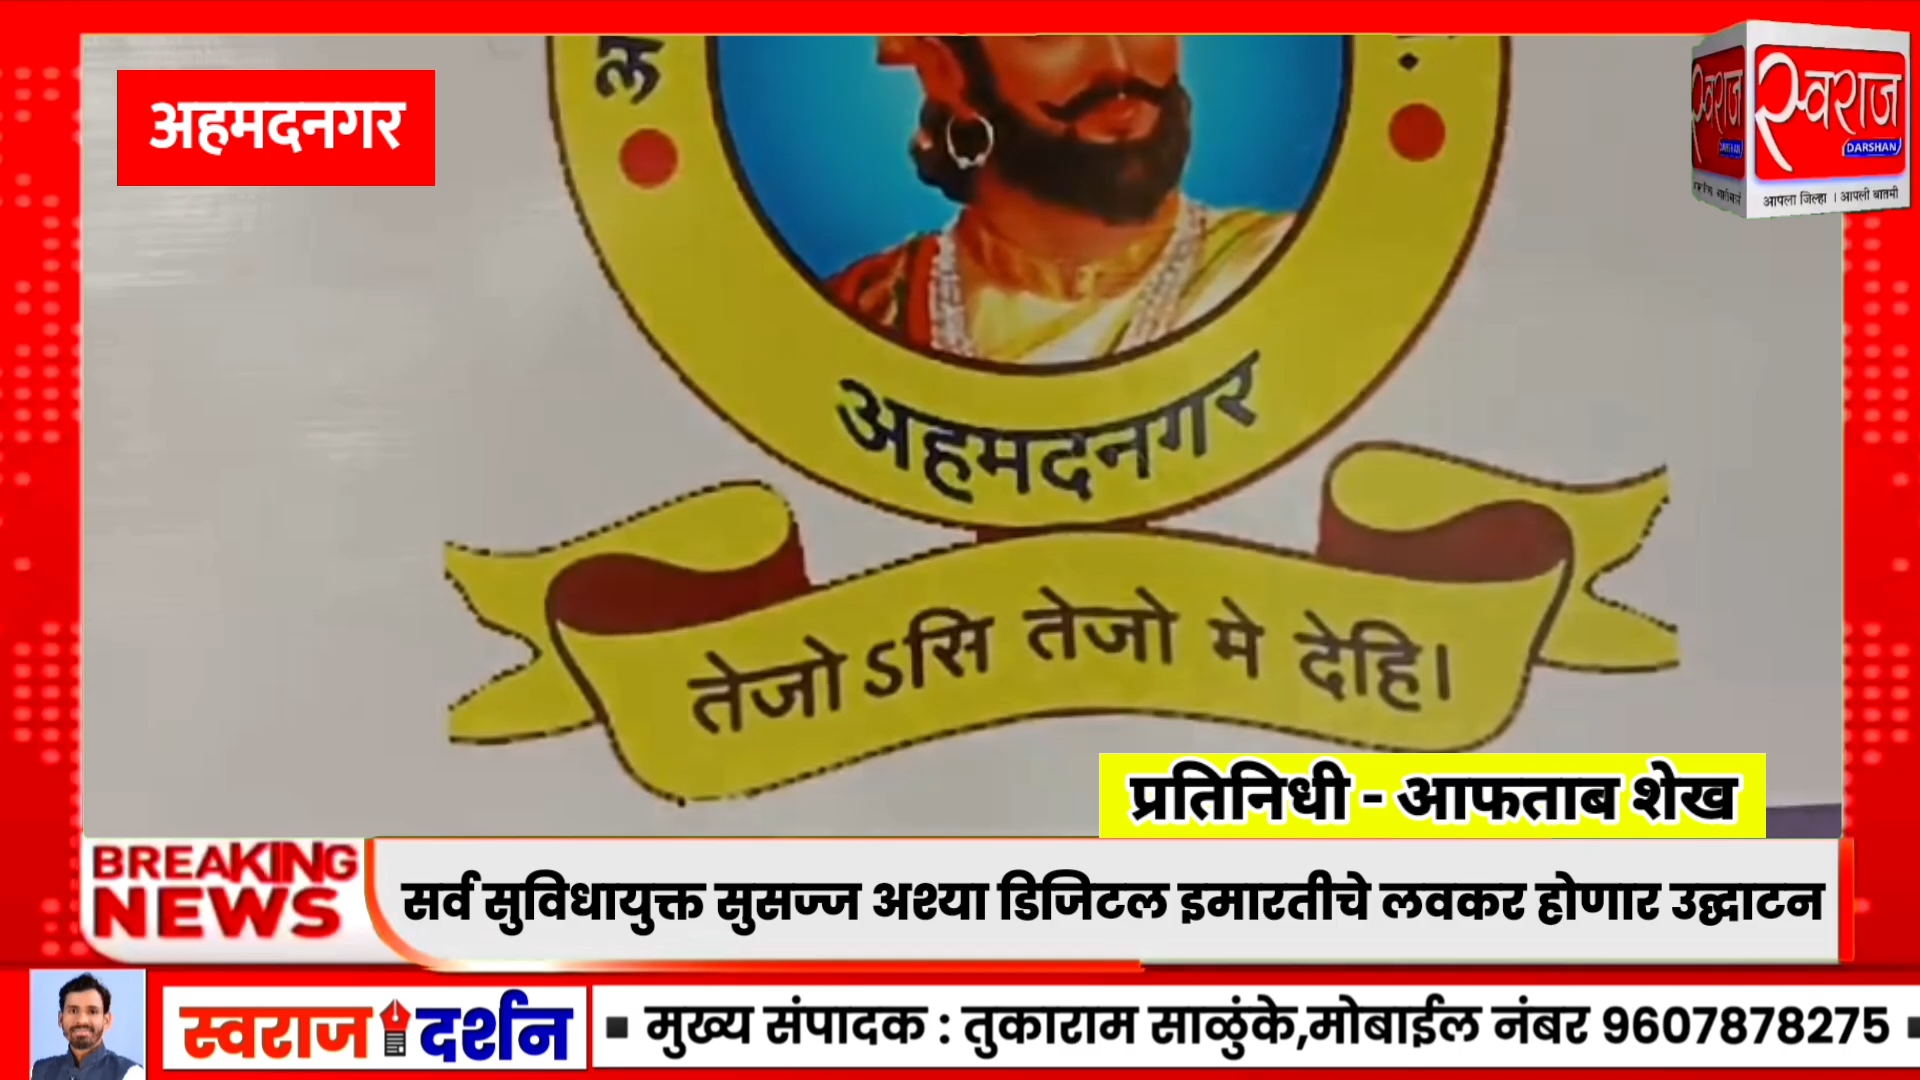 अहमदनगर
स्वराज
DARSHAN
आपला जिल्हा । आपली बातमी
स्वराज
अहमदनगर
तेजोऽसि तेजो मे देहि।
प्रतिनिधी - आफताब शेख
BREAKING
NEWS
सर्व सुविधायुक्त सुसज्ज अश्या डिजिटल इमारतीचे लवकर होणार उद्घाटन
स्वराज दर्शन
▪ मुख्य संपादक : तुकाराम साळुंके,मोबाईल नंबर 9607878275